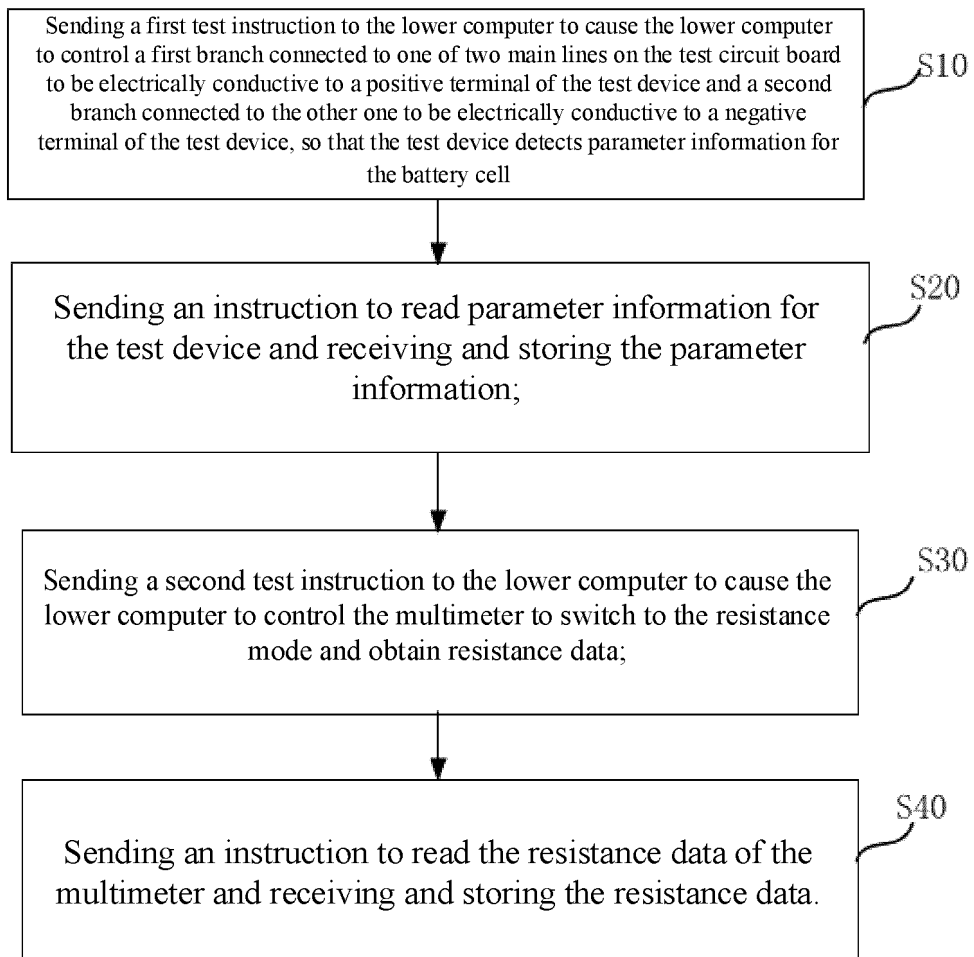 Sending a first test instruction to the lower computer to cause the lower computer
to control a first branch connected to one of two main lines on the test circuit board
to be electrically conductive to a positive terminal of the test device and a second
branch connected to the other one to be electrically conductive to a negative
terminal of the test device, so that the test device detects parameter information for
the battery cell
S10
Sending an instruction to read parameter information for
the test device and receiving and storing the parameter
information;
S20
Sending a second test instruction to the lower computer to cause the
lower computer to control the multimeter to switch to the resistance
mode and obtain resistance data;
S30
Sending an instruction to read the resistance data of the
multimeter and receiving and storing the resistance data.
S40